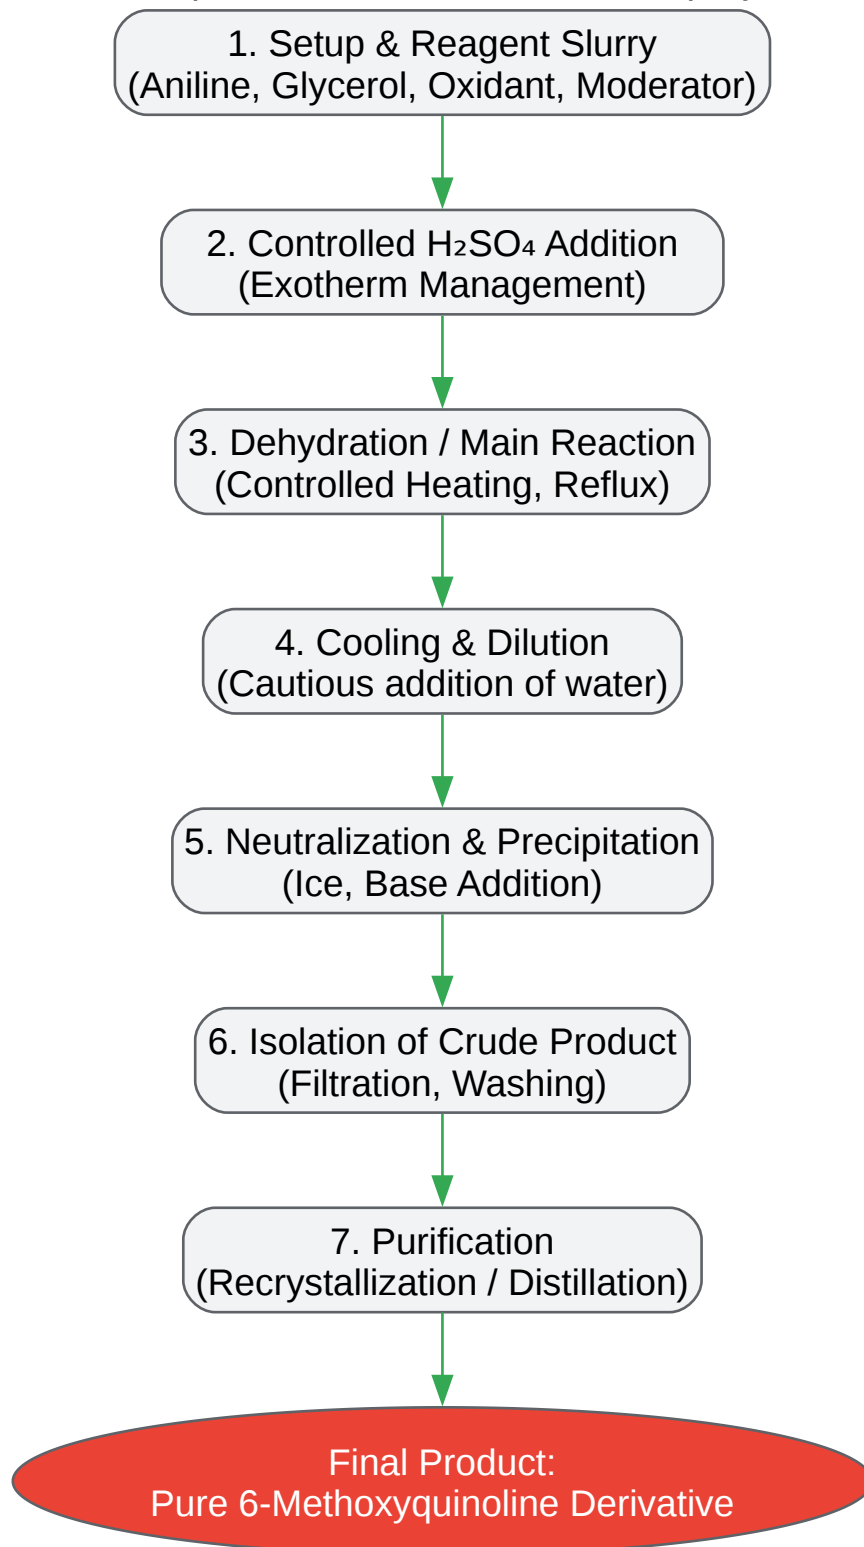 1. Setup & Reagent Slurry
(Aniline, Glycerol, Oxidant, Moderator)
2. Controlled H₂SO₄ Addition
(Exotherm Management)
3. Dehydration / Main Reaction
(Controlled Heating, Reflux)
4. Cooling & Dilution
(Cautious addition of water)
5. Neutralization & Precipitation
(Ice, Base Addition)
6. Isolation of Crude Product
(Filtration, Washing)
7. Purification
(Recrystallization / Distillation)
Final Product:
Pure 6-Methoxyquinoline Derivative